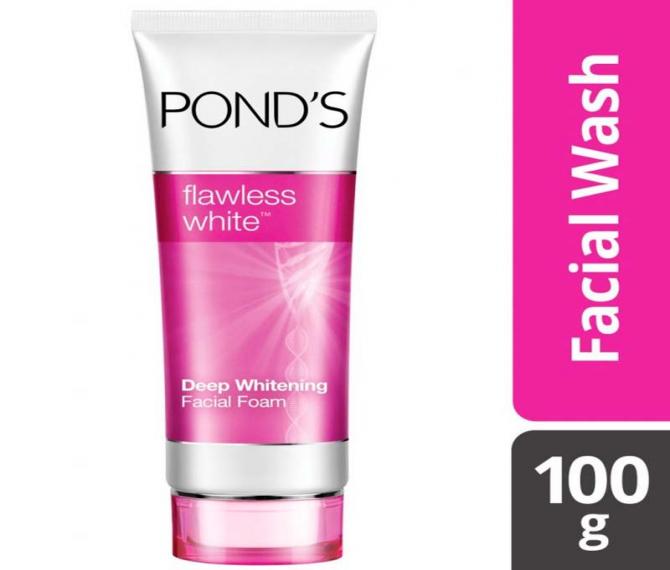 POND'S
flawless
white™
Deep Whitening
Facial Foam
Facial Wash
100
g